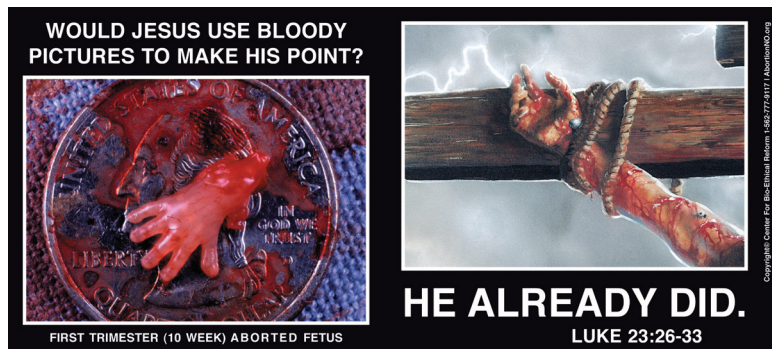 WOULD JESUS USE BLOODY
PICTURES TO MAKE HIS POINT?
UNITED STATES OF AMERICA
IN
GOD WE
TRUST
LIBERTY
QUARTER DOLLAR
FIRST TRIMESTER (10 WEEK) ABORTED FETUS
HE ALREADY DID.
LUKE 23:26-33
Copyright© Center For Bio-Ethical Reform 1-562-777-9117 | AbortionNO.org